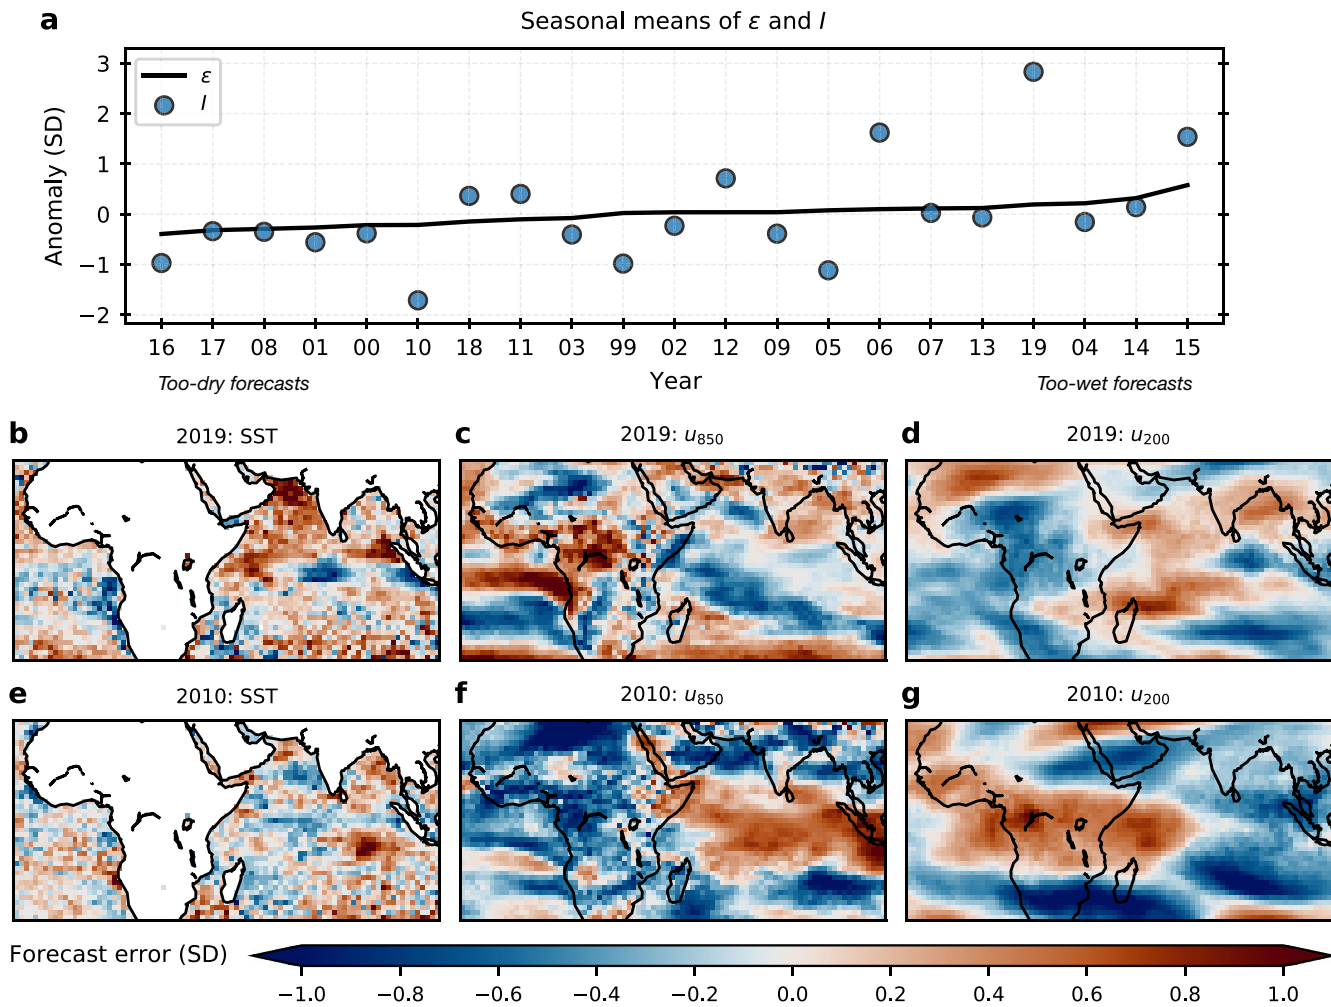 a
Seasonal means of ε and I
Anomaly (SD)
3
2
1
0
−1
−2
ε
I
16 17 08 01 00 10 18 11 03 99 02 12 09 05 06 07 13 19 04 14 15
Too-dry forecasts
Year
Too-wet forecasts
b
2019: SST
c
2019: u850
d
2019: u200
e
2010: SST
f
2010: u850
g
2010: u200
Forecast error (SD)
−1.0 −0.8 −0.6 −0.4 −0.2 0.0 0.2 0.4 0.6 0.8 1.0